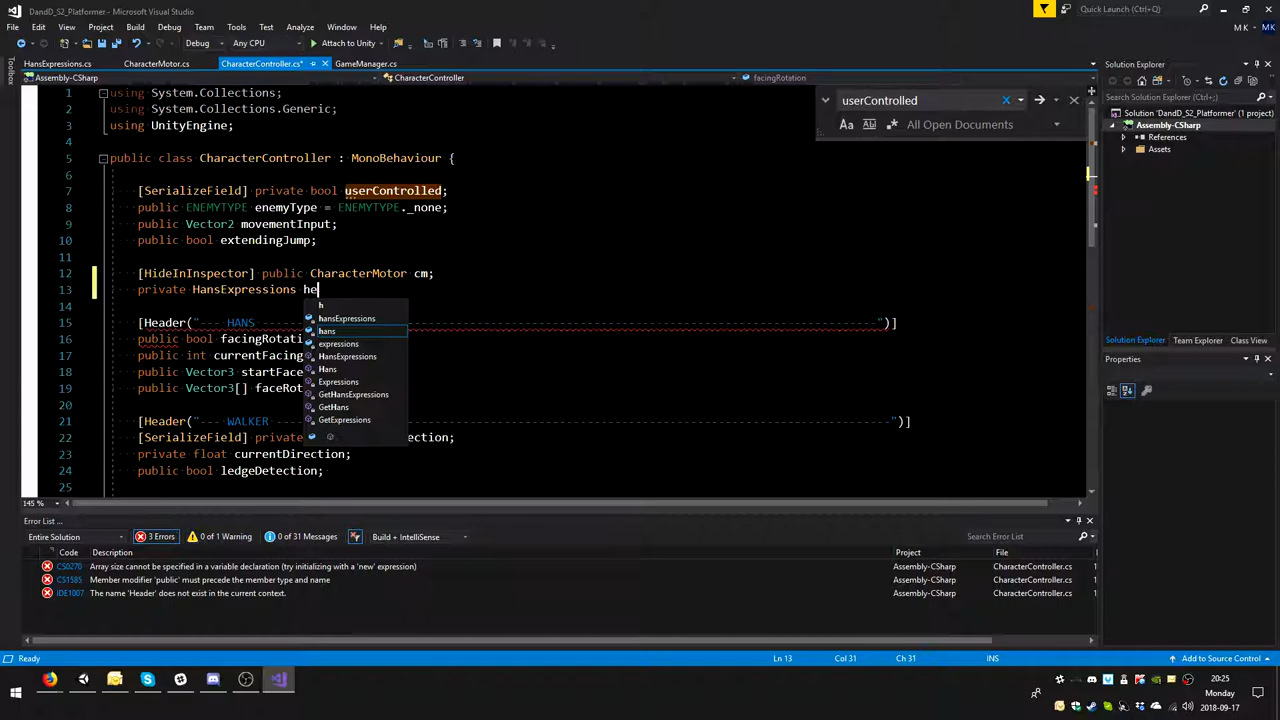 DandD_S2_Platformer - Microsoft Visual Studio
Quick Launch (Ctrl+Q)
File Edit View Project Build Debug Team Tools Test Analyze Window Help
MK MK
Debug Any CPU Attach to Unity
Toolbox
HansExpressions.cs CharacterMotor.cs CharacterController.cs* GameManager.cs
Assembly-CSharp CharacterController facingRotation
1 using System.Collections;
2 using System.Collections.Generic;
3 using UnityEngine;
4
5 public class CharacterController : MonoBehaviour {
6
7 [SerializeField] private bool userControlled;
8 public ENEMYTYPE enemyType = ENEMYTYPE._none;
9 public Vector2 movementInput;
10 public bool extendingJump;
11
12 [HideInInspector] public CharacterMotor cm;
13 private HansExpressions he
14
15 [Header("--- HANS ---")]
16 public bool facingRotati
17 public int currentFacing
18 public Vector3 startFace
19 public Vector3[] faceRot
20
21 [Header("--- WALKER ---")]
22 [SerializeField] private ection;
23 private float currentDirection;
24 public bool ledgeDetection;
25
h
hansExpressions
hans
expressions
HansExpressions
Hans
Expressions
GetHansExpressions
GetHans
GetExpressions
userControlled
Aa All Open Documents
145 %
Solution Explorer
Search Solution Explorer (Ctrl+;)
Solution 'DandD_S2_Platformer' (1 project)
Assembly-CSharp
References
Assets
Solution Explorer Team Explorer Class View
Properties
Error List ...
Entire Solution 3 Errors 0 of 1 Warning 0 of 31 Messages Build + IntelliSense Search Error List
Code Description Project File
CS0270 Array size cannot be specified in a variable declaration (try initializing with a 'new' expression) Assembly-CSharp CharacterController.cs 1
CS1585 Member modifier 'public' must precede the member type and name Assembly-CSharp CharacterController.cs 1
IDE1007 The name 'Header' does not exist in the current context. Assembly-CSharp CharacterController.cs 1
Ready Ln 13 Col 31 Ch 31 INS Add to Source Control
20:25
Monday
2018-09-17